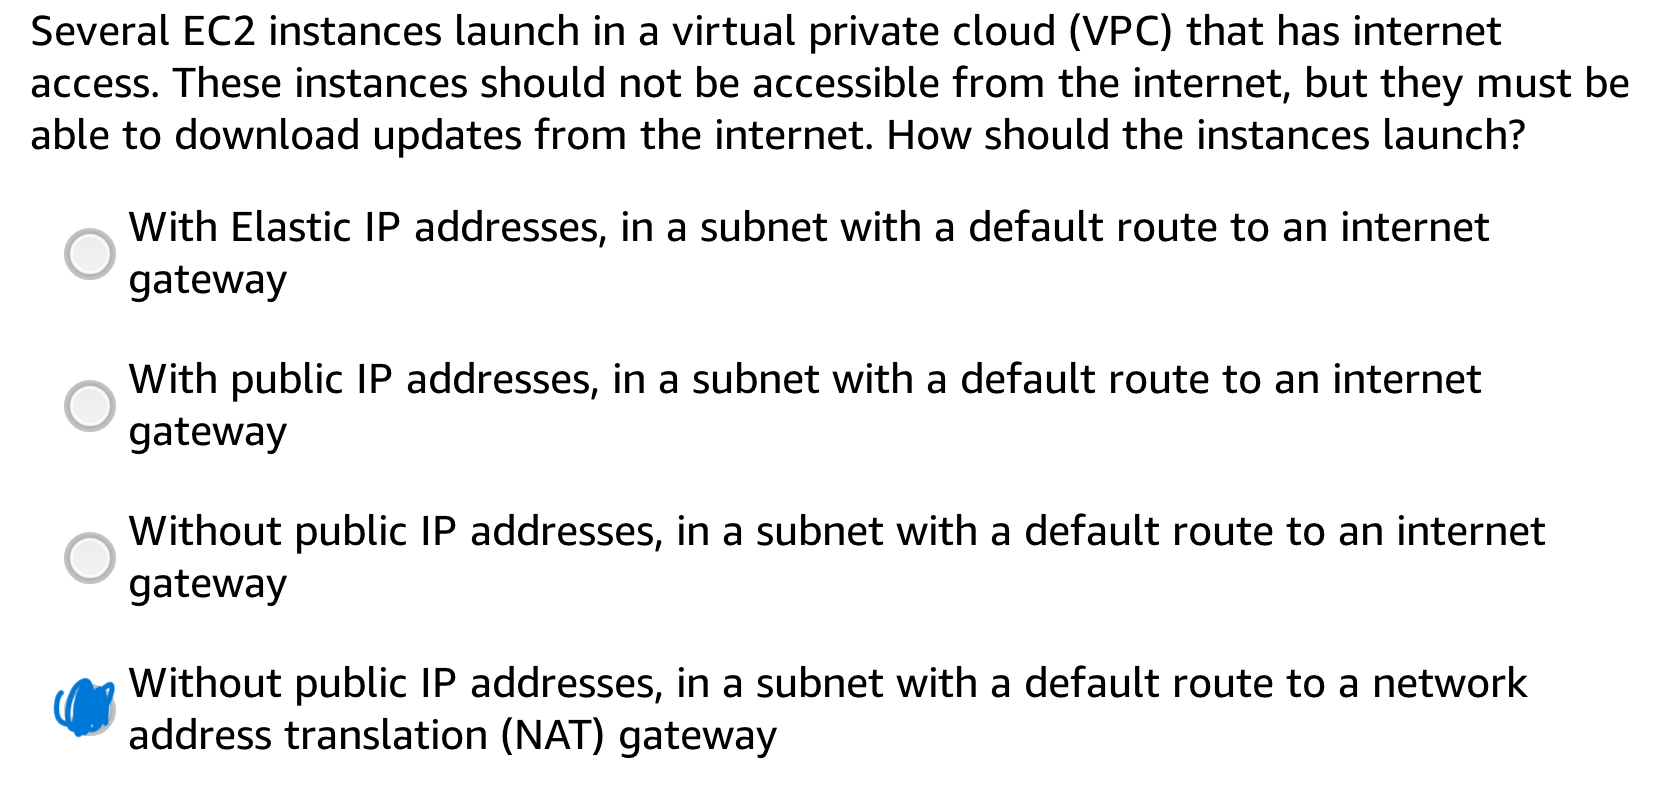 Several EC2 instances launch in a virtual private cloud (VPC) that has internet
access. These instances should not be accessible from the internet, but they must be
able to download updates from the internet. How should the instances launch?
With Elastic IP addresses, in a subnet with a default route to an internet
gateway
With public IP addresses, in a subnet with a default route to an internet
gateway
Without public IP addresses, in a subnet with a default route to an internet
gateway
Without public IP addresses, in a subnet with a default route to a network
address translation (NAT) gateway